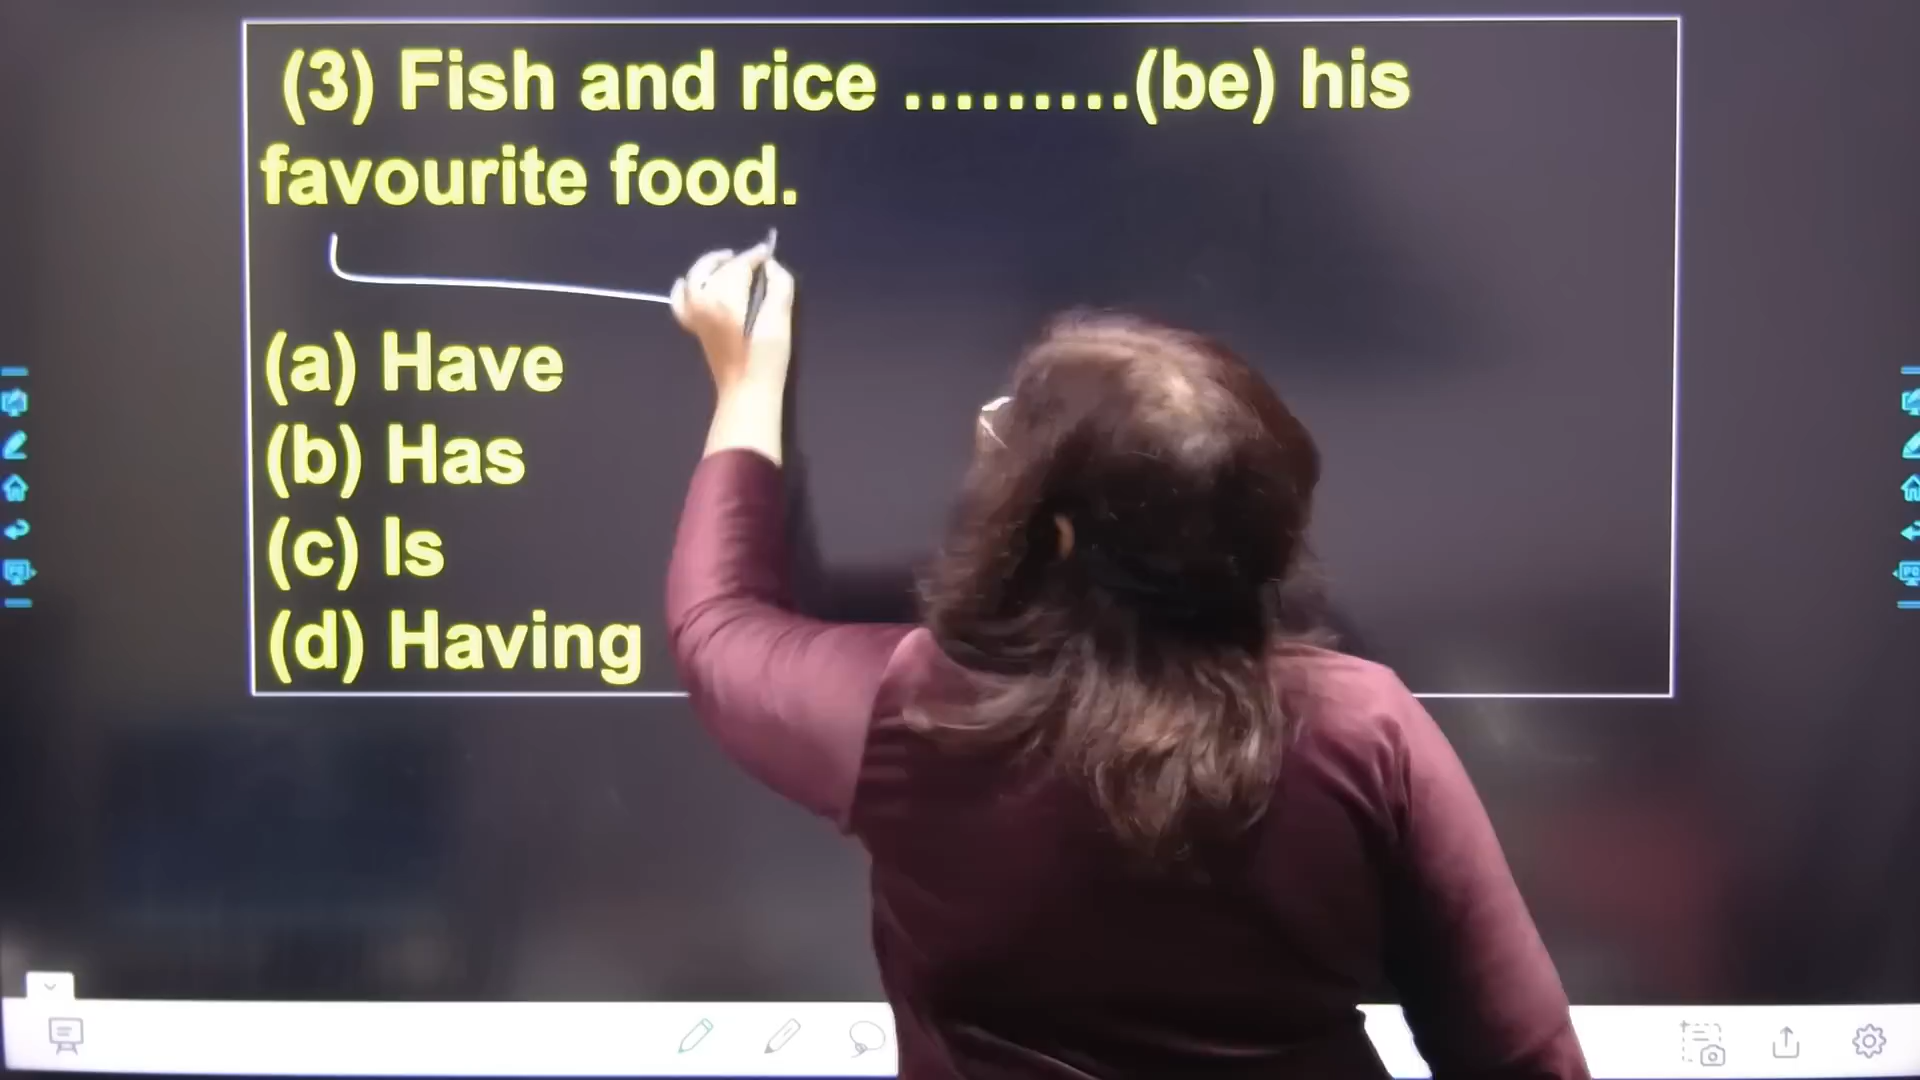 (3) Fish and rice .........(be) his
favourite food.
(a) Have
(b) Has
(c) Is
(d) Having